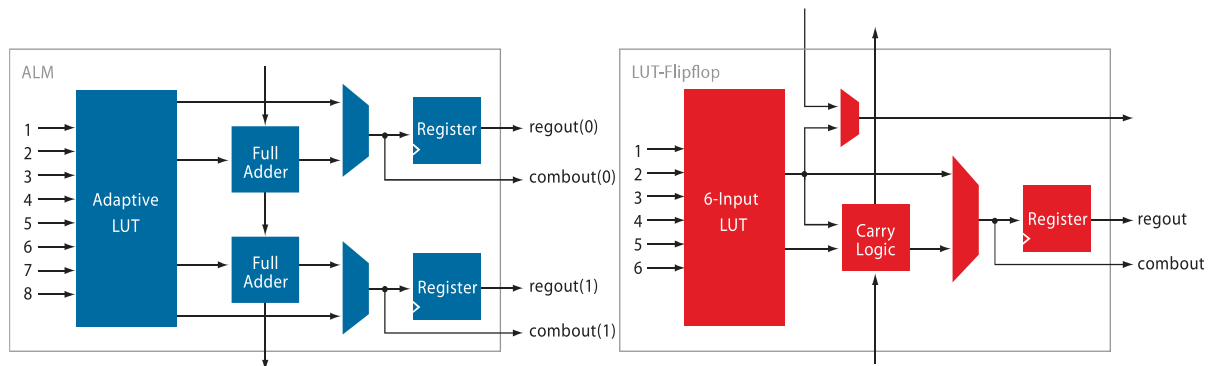 ALM
1
2
3
4
5
6
7
8
Adaptive
LUT
Full
Adder
Full
Adder
Register
Register
regout(0)
combout(0)
regout(1)
combout(1)
LUT-Flipflop
1
2
3
4
5
6
6-Input
LUT
Carry
Logic
Register
regout
combout